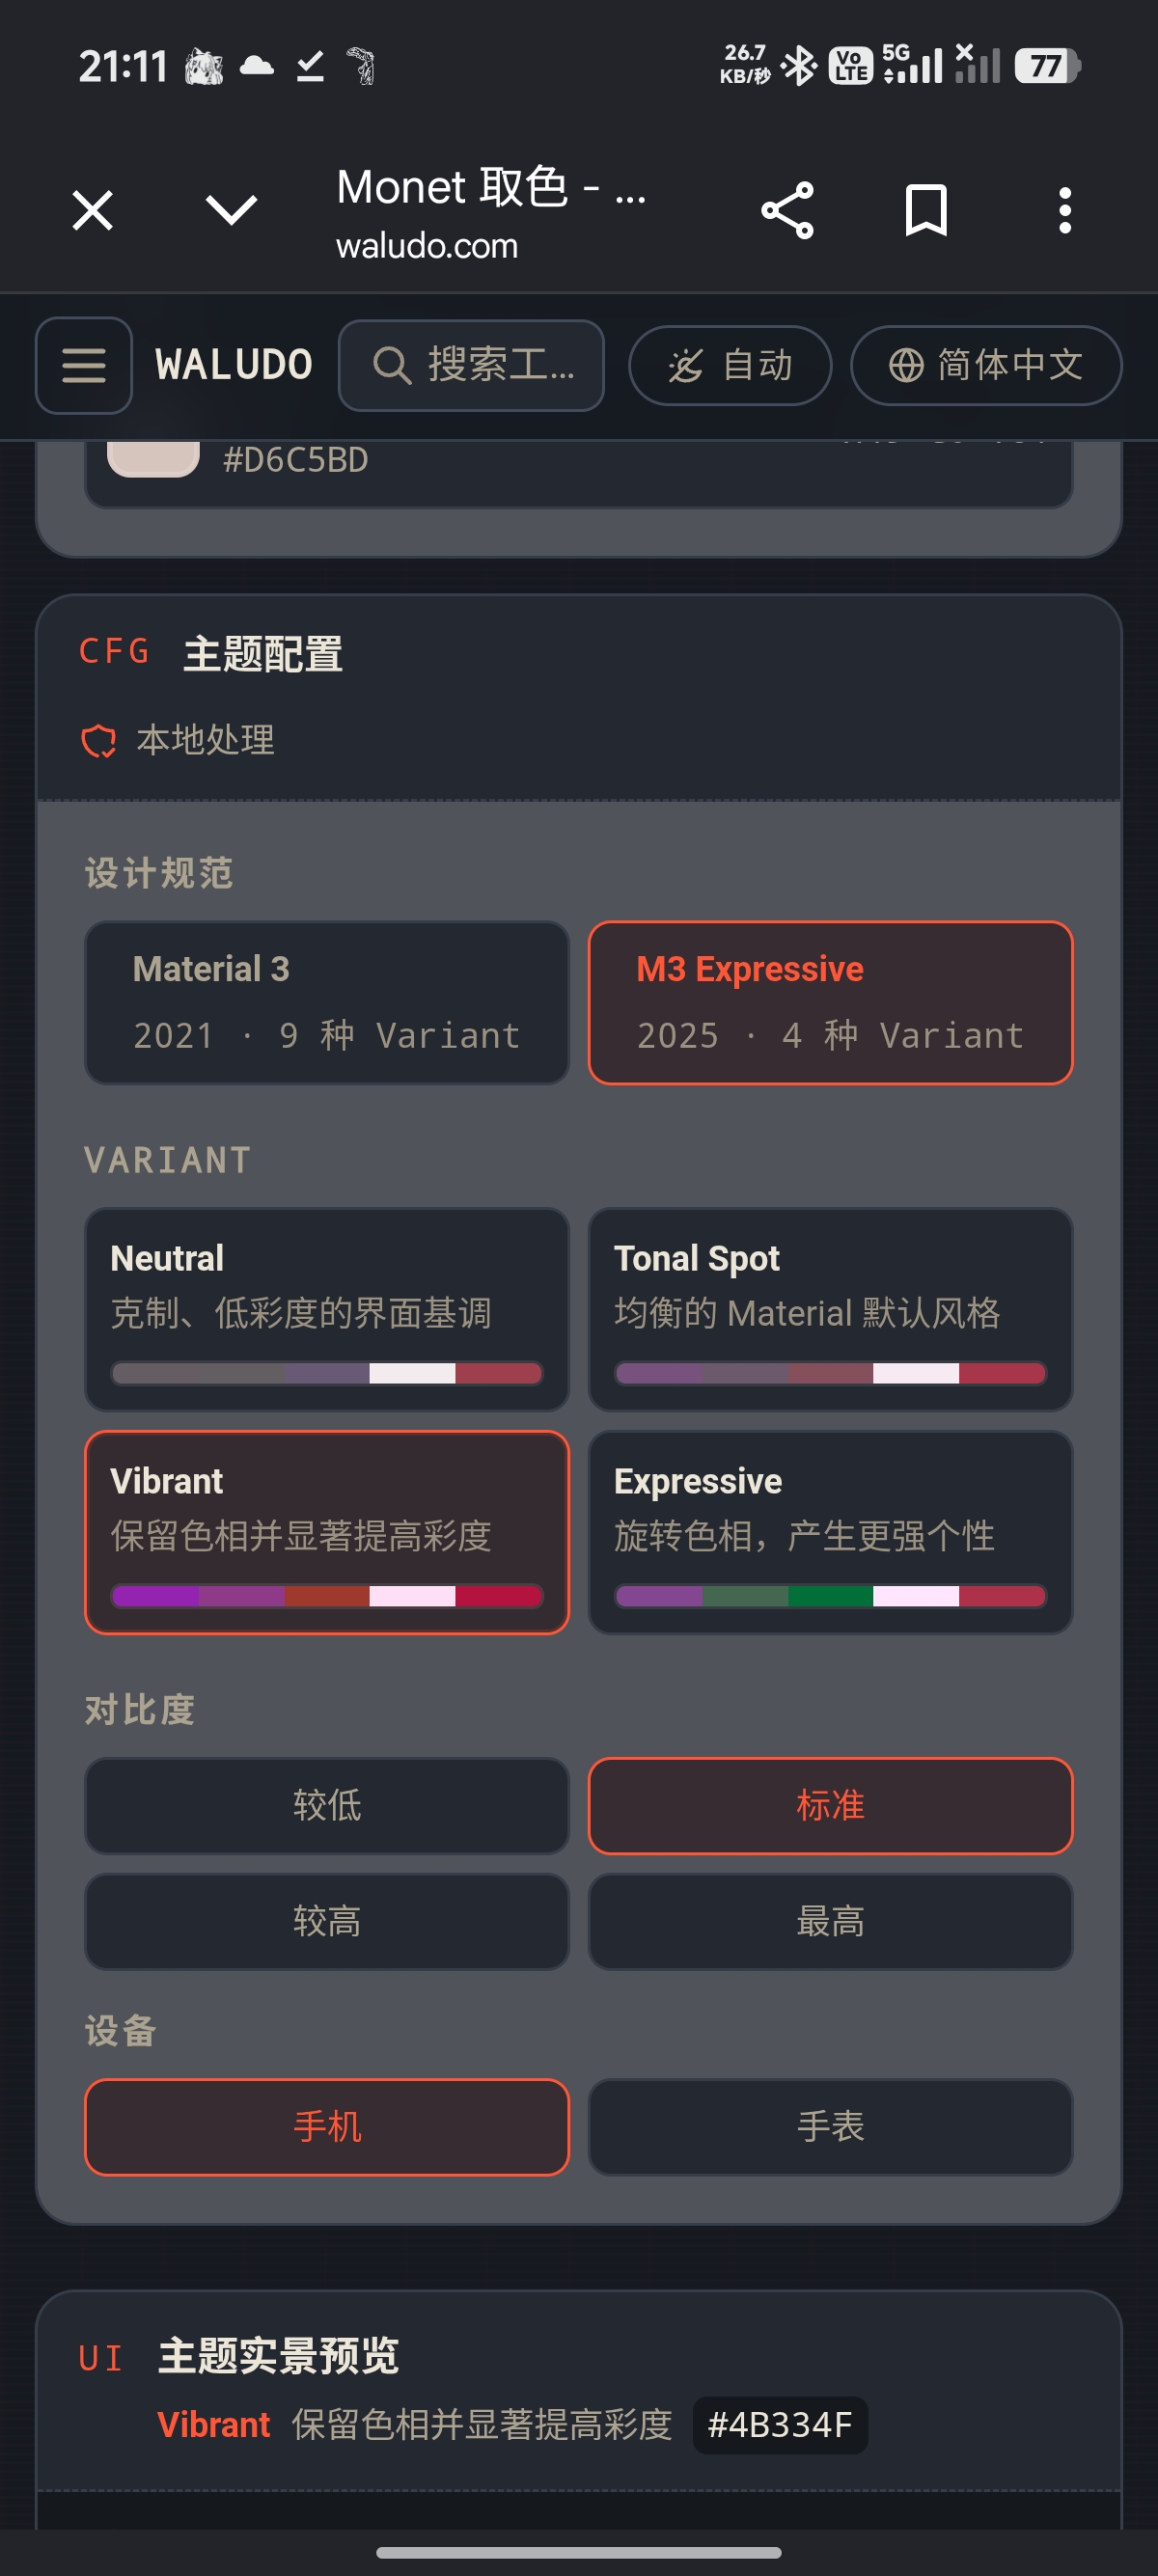 21:11
26.7
KB/秒
Vo
LTE
5G
77
Monet 取色 - ...
waludo.com
WALUDO
搜索工...
自动
简体中文
#D6C5BD
CFG 主题配置
本地处理
设计规范
Material 3
2021 · 9 种 Variant
M3 Expressive
2025 · 4 种 Variant
VARIANT
Neutral
克制、低彩度的界面基调
Tonal Spot
均衡的 Material 默认风格
Vibrant
保留色相并显著提高彩度
Expressive
旋转色相，产生更强个性
对比度
较低
标准
较高
最高
设备
手机
手表
UI 主题实景预览
Vibrant 保留色相并显著提高彩度 #4B334F